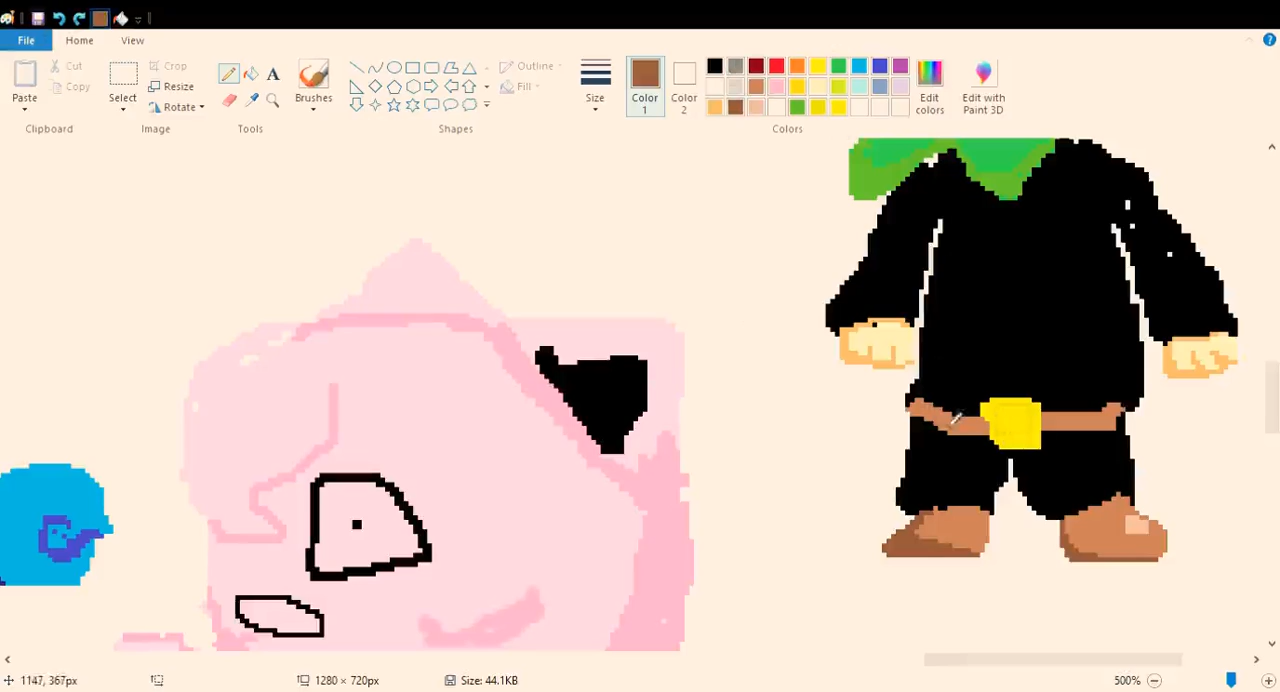 File Home View
Paste Cut Copy
Clipboard
Select Crop Resize Rotate
Image
A
Tools
Brushes
Outline Fill
Shapes
Size
Color 1
Color 2
Edit colors
Edit with Paint 3D
Colors
1147, 367px 1280 × 720px Size: 44.1KB 500%